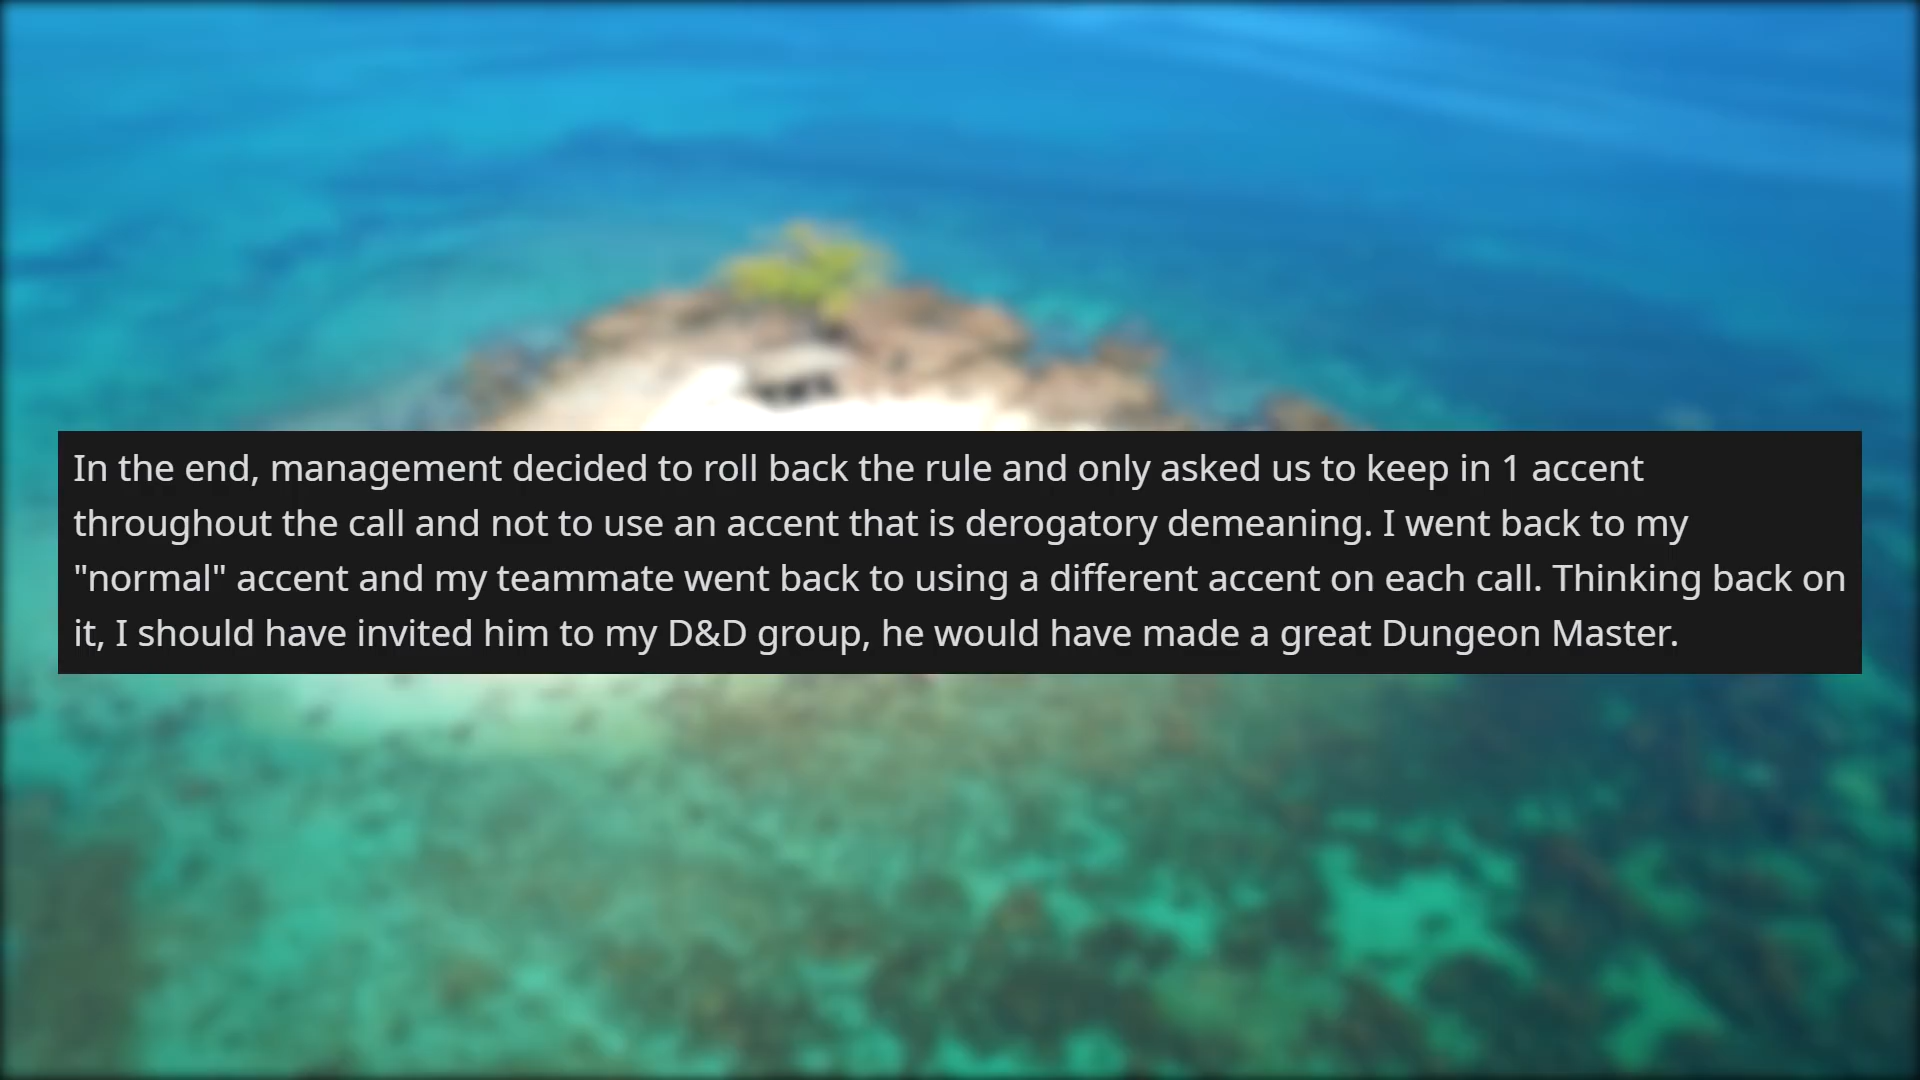 In the end, management decided to roll back the rule and only asked us to keep in 1 accent
throughout the call and not to use an accent that is derogatory demeaning. I went back to my
"normal" accent and my teammate went back to using a different accent on each call. Thinking back on
it, I should have invited him to my D&D group, he would have made a great Dungeon Master.